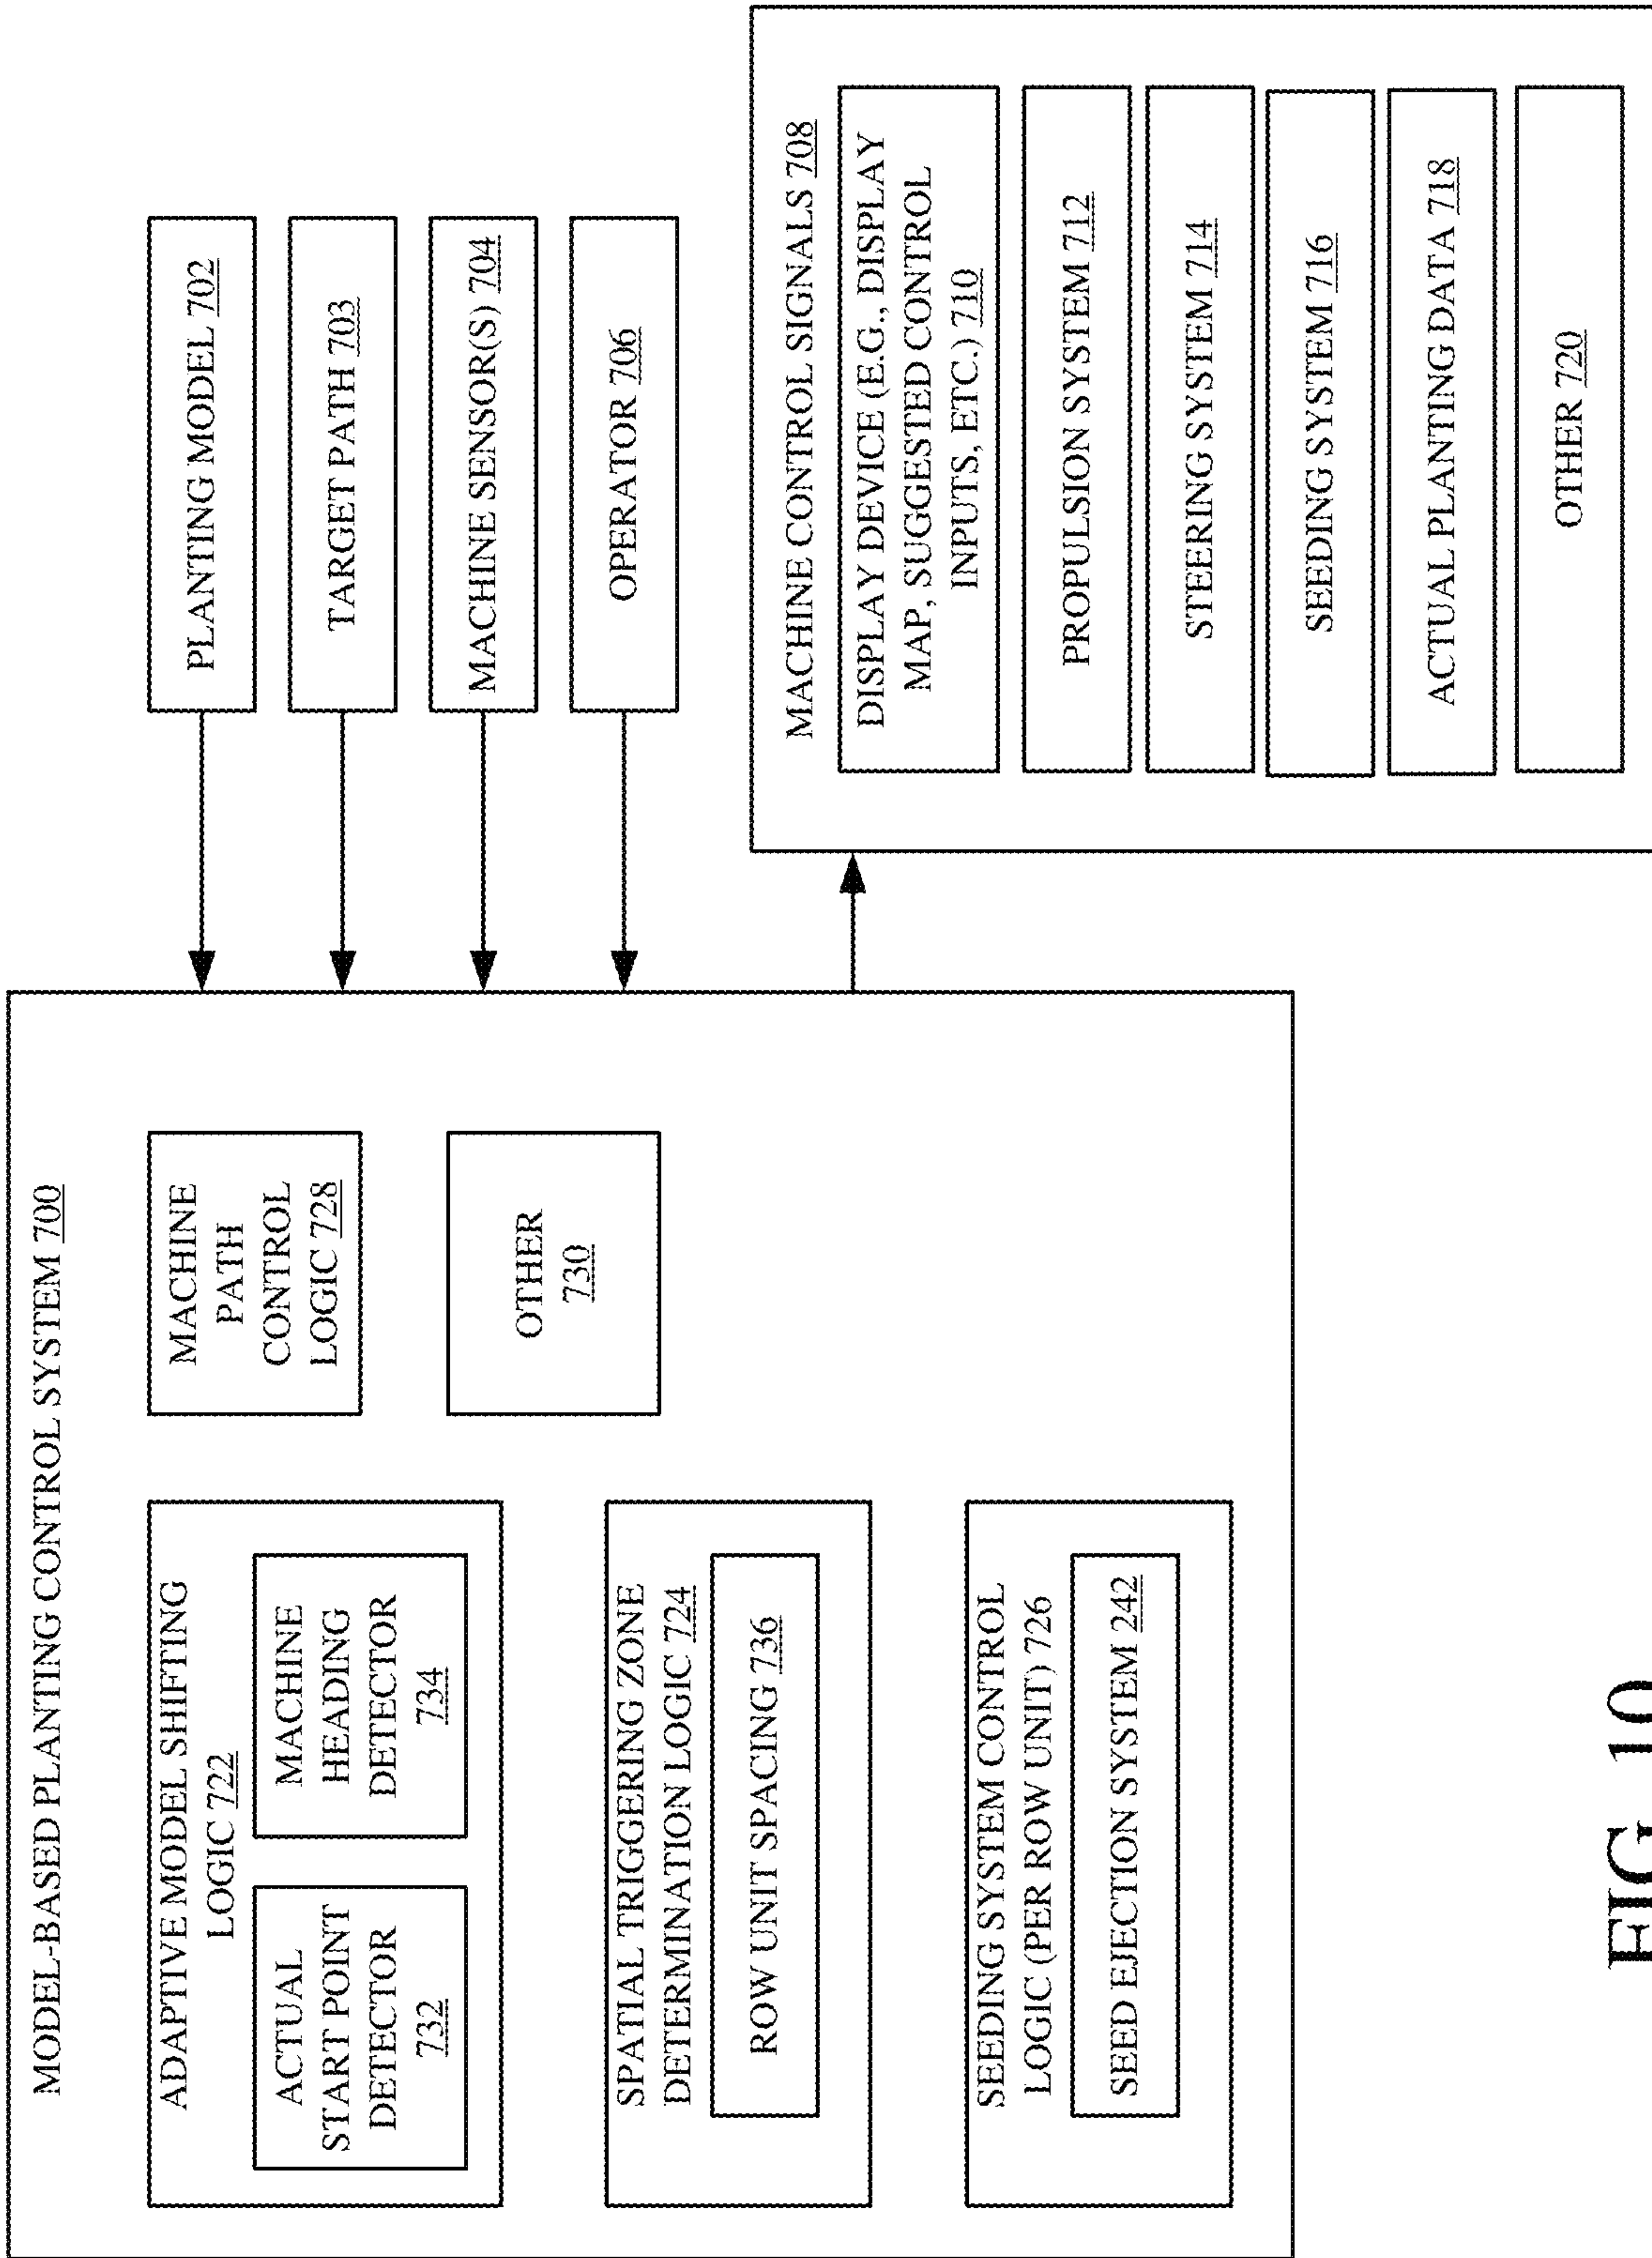 MODEL-BASED PLANTING CONTROL SYSTEM 700
ADAPTIVE MODEL SHIFTING
LOGIC 722
ACTUAL
START POINT
DETECTOR
732
MACHINE
HEADING
DETECTOR
734
SPATIAL TRIGGERING ZONE
DETERMINATION LOGIC 724
ROW UNIT SPACING 736
SEEDING SYSTEM CONTROL
LOGIC (PER ROW UNIT) 726
SEED EJECTION SYSTEM 242
MACHINE
PATH
CONTROL
LOGIC 728
OTHER
730
PLANTING MODEL 702
TARGET PATH 703
MACHINE SENSOR(S) 704
OPERATOR 706
MACHINE CONTROL SIGNALS 708
DISPLAY DEVICE (E.G., DISPLAY
MAP, SUGGESTED CONTROL
INPUTS, ETC.) 710
PROPULSION SYSTEM 712
STEERING SYSTEM 714
SEEDING SYSTEM 716
ACTUAL PLANTING DATA 718
OTHER 720
FIG. 10